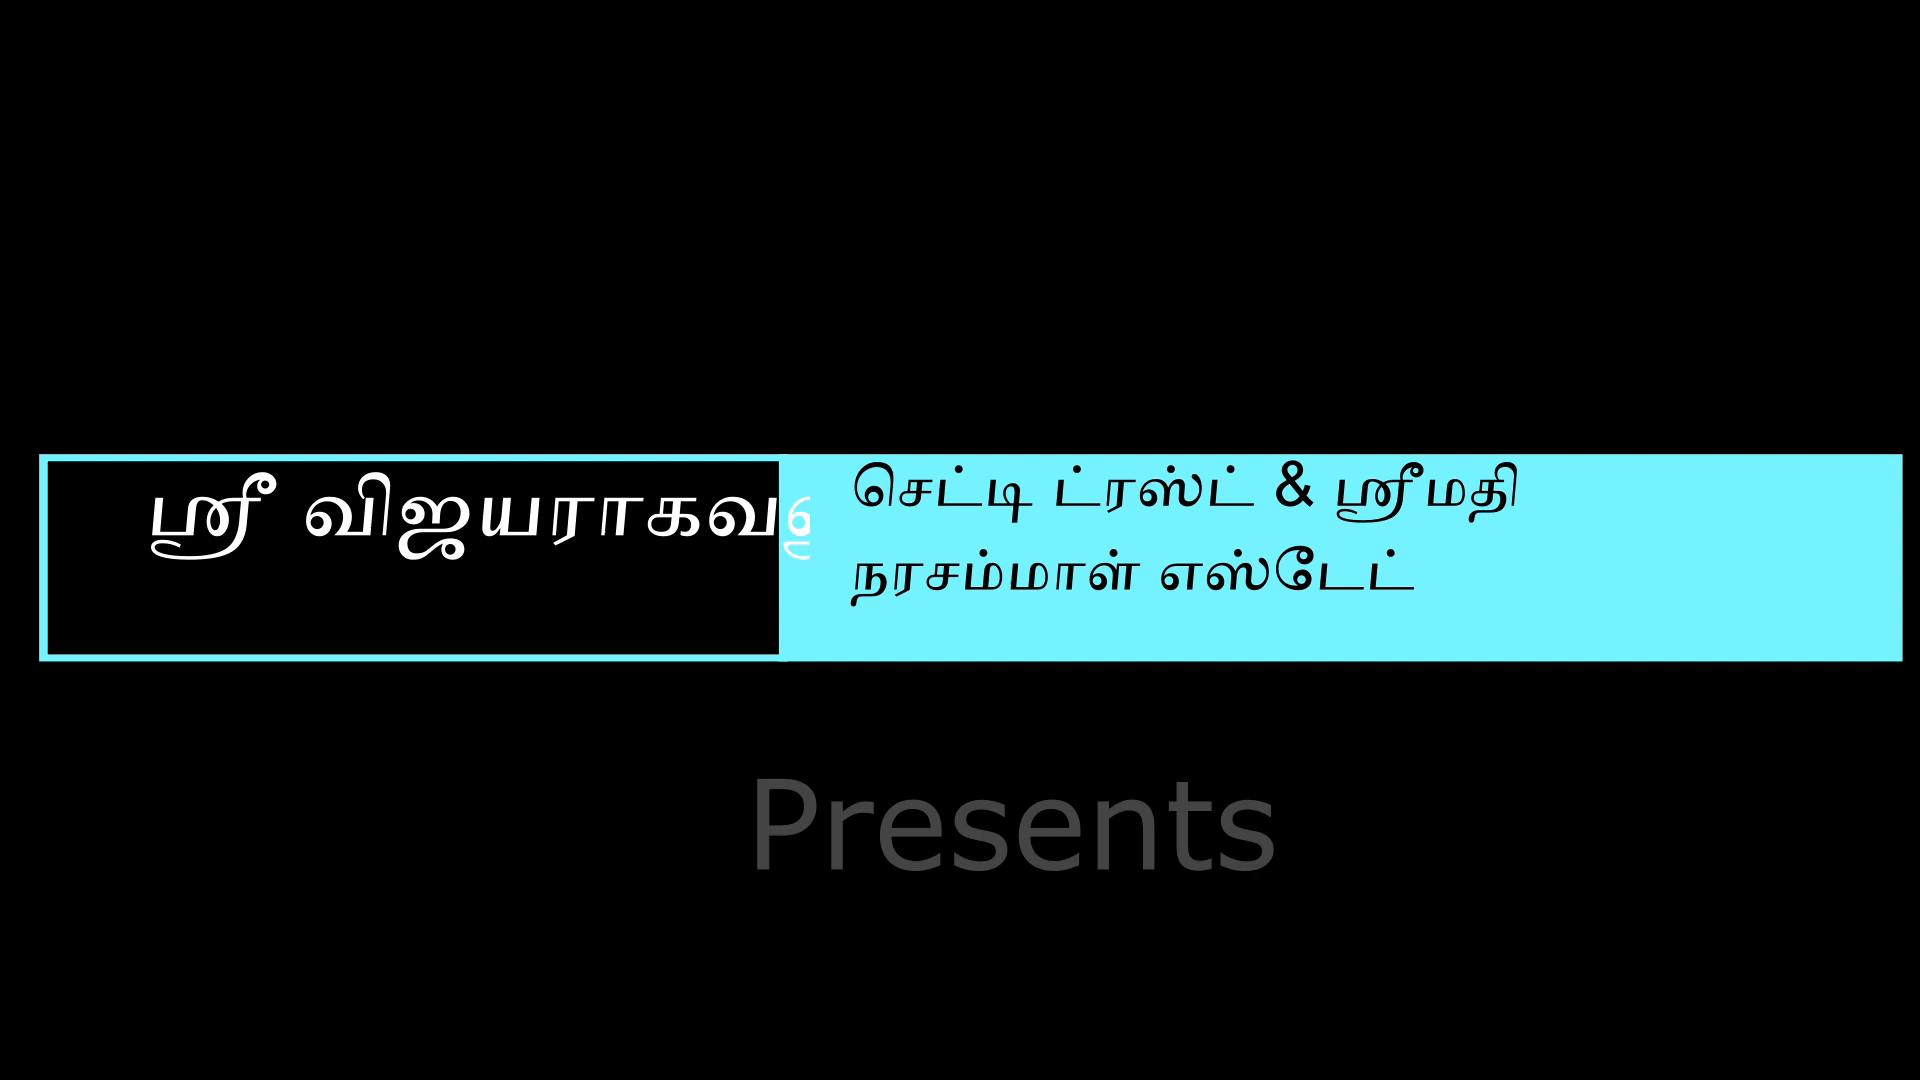 ஸ்ரீ விஜயராகவ
செட்டி ட்ரஸ்ட் & ஸ்ரீமதி
நரசம்மாள் எஸ்டேட்
Presents